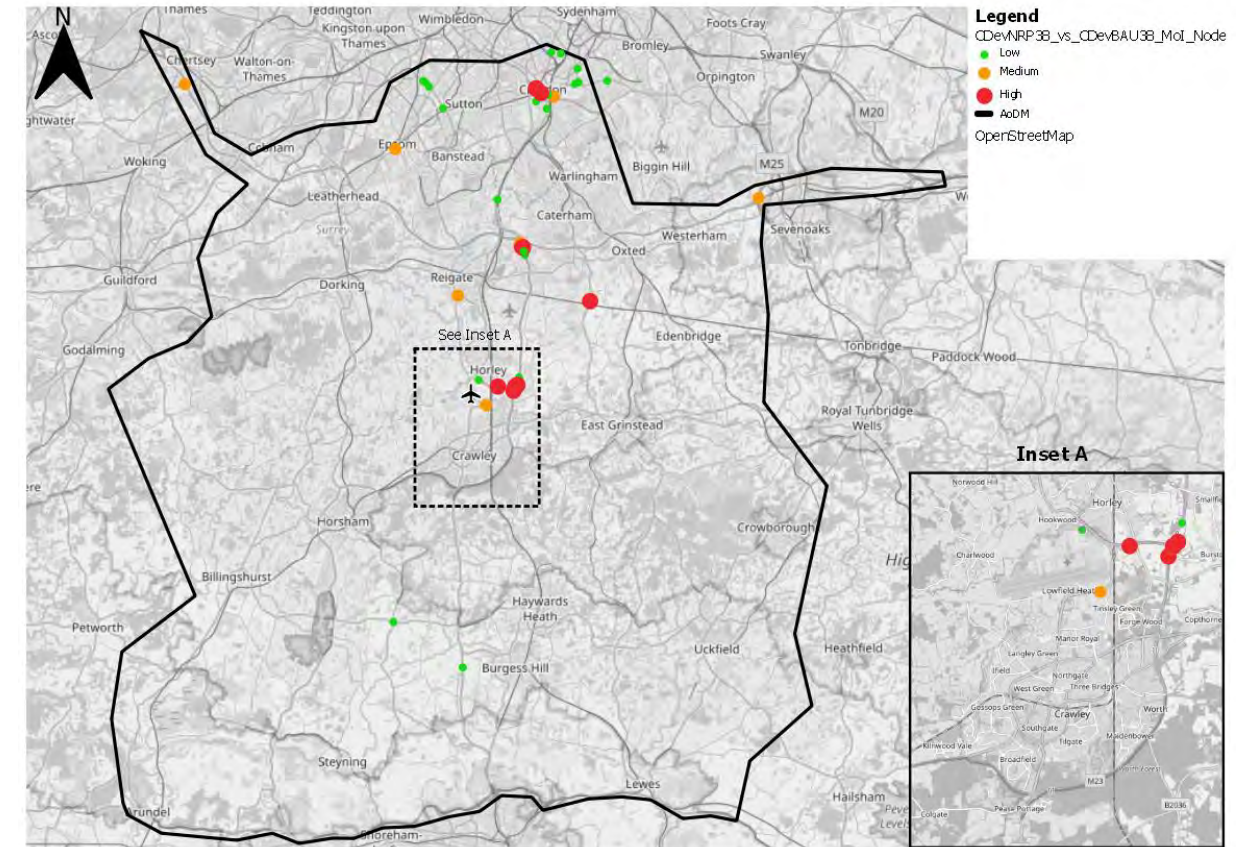 N
Thames
Teddington
Sydenham
Wimbledon
Foots Cray
Kingston upon
Thames
Bromley
Chertsey
Walton-on-
Thames
Swanley
Orpington
Sutton
M20
Cobham
Epsom
Woking
Banstead
Biggin Hill
M25
Warlingham
Leatherhead
Surrey
Caterham
Sevenoaks
Westerham
Oxted
Guildford
Dorking
Reigate
See Inset A
Edenbridge
Godalming
Tonbridge
Paddock Wood
Horley
Royal Tunbridge
Wells
East Grinstead
Crawley
Horsham
Crowborough
Billingshurst
Haywards
Heath
Petworth
Uckfield
Heathfield
Burgess Hill
Steyning
Lewes
Hailsham
Arundel
Shoreham-
Legend
CDevNRP38_vs_CDevBAU38_MoI_Node
Low
Medium
High
AoDM
OpenStreetMap
Inset A
Norwood Hill
Horley
Hookwood
Charlwood
Tinsley Green
Forge Wood
Copthorne
Manor Royal
Langley Green
Ifield
Northgate
West Green
Three Bridges
Gossops Green
Crawley
Worth
Southgate
Tilgate
Maidenbower
Kilnwood Vale
Broadfield
M23
Pease Pottage
B2036
Colgate